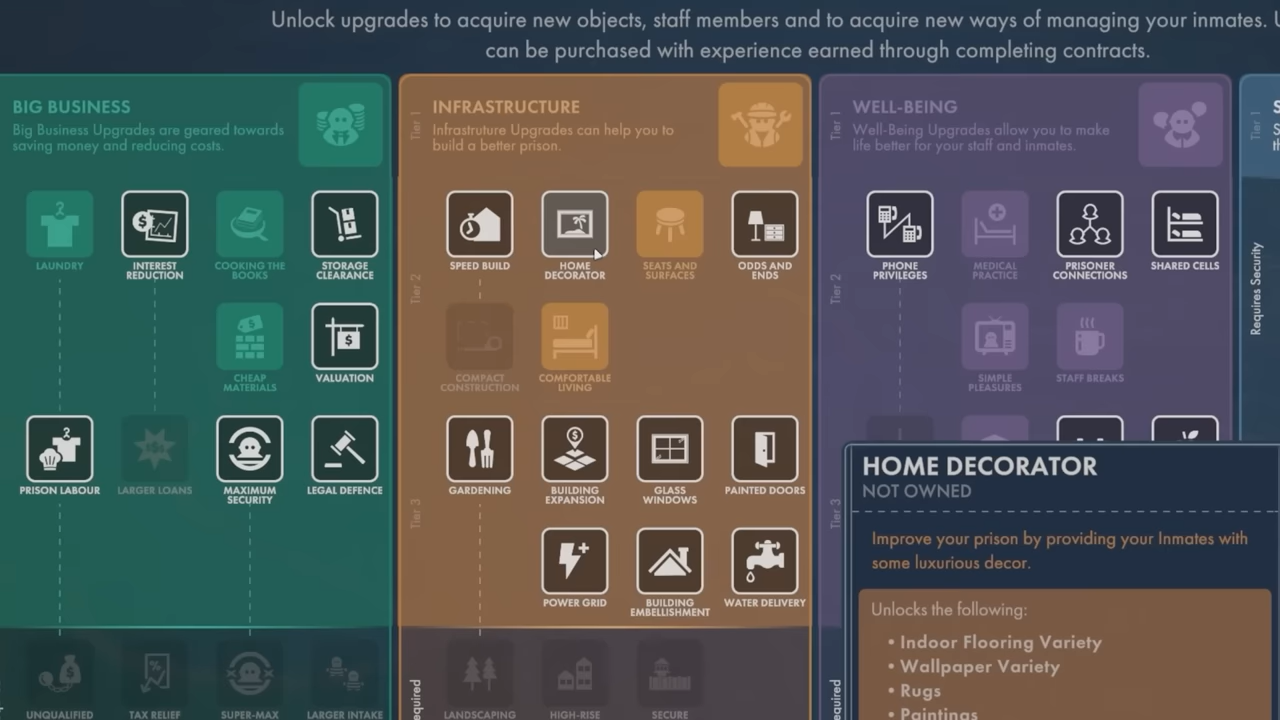 Unlock upgrades to acquire new objects, staff members and to acquire new ways of managing your inmates.
can be purchased with experience earned through completing contracts.
BIG BUSINESS
Big Business Upgrades are geared towards
saving money and reducing costs.
LAUNDRY
INTEREST
REDUCTION
COOKING THE
BOOKS
STORAGE
CLEARANCE
CHEAP
MATERIALS
VALUATION
PRISON LABOUR
LARGER LOANS
MAXIMUM
SECURITY
LEGAL DEFENCE
UNQUALIFIED
TAX RELIEF
SUPER-MAX
LARGER INTAKE
Tier 1
INFRASTRUCTURE
Infrastruture Upgrades can help you to
build a better prison.
SPEED BUILD
HOME
DECORATOR
SEATS AND
SURFACES
ODDS AND
ENDS
Tier 2
COMPACT
CONSTRUCTION
COMFORTABLE
LIVING
GARDENING
BUILDING
EXPANSION
GLASS
WINDOWS
PAINTED DOORS
Tier 3
POWER GRID
BUILDING
EMBELLISHMENT
WATER DELIVERY
LANDSCAPING
HIGH-RISE
SECURE
Tier 1
WELL-BEING
Well-Being Upgrades allow you to make
life better for your staff and inmates.
PHONE
PRIVILEGES
MEDICAL
PRACTICE
PRISONER
CONNECTIONS
SHARED CELLS
Tier 2
SIMPLE
PLEASURES
STAFF BREAKS
Tier 3
Tier 1
Requires Security
HOME DECORATOR
NOT OWNED
Improve your prison by providing your Inmates with
some luxurious decor.
Unlocks the following:
• Indoor Flooring Variety
• Wallpaper Variety
• Rugs
• Paintings